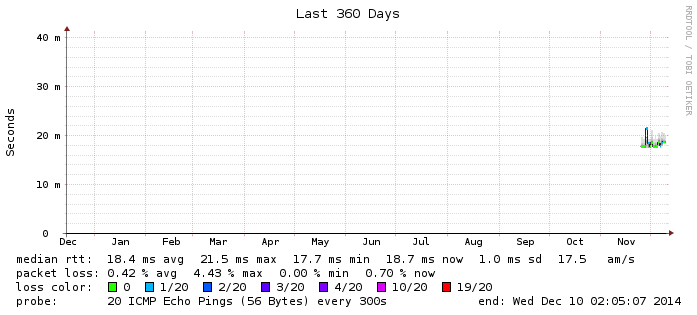 Last 360 Days
RRDTOOL / TOBI OETIKER
Seconds
40 m
30 m
20 m
10 m
0
Dec Jan Feb Mar Apr May Jun Jul Aug Sep Oct Nov
median rtt: 18.4 ms avg 21.5 ms max 17.7 ms min 18.7 ms now 1.0 ms sd 17.5 am/s
packet loss: 0.42 % avg 4.43 % max 0.00 % min 0.70 % now
loss color: 0 1/20 2/20 3/20 4/20 10/20 19/20
probe: 20 ICMP Echo Pings (56 Bytes) every 300s end: Wed Dec 10 02:05:07 2014